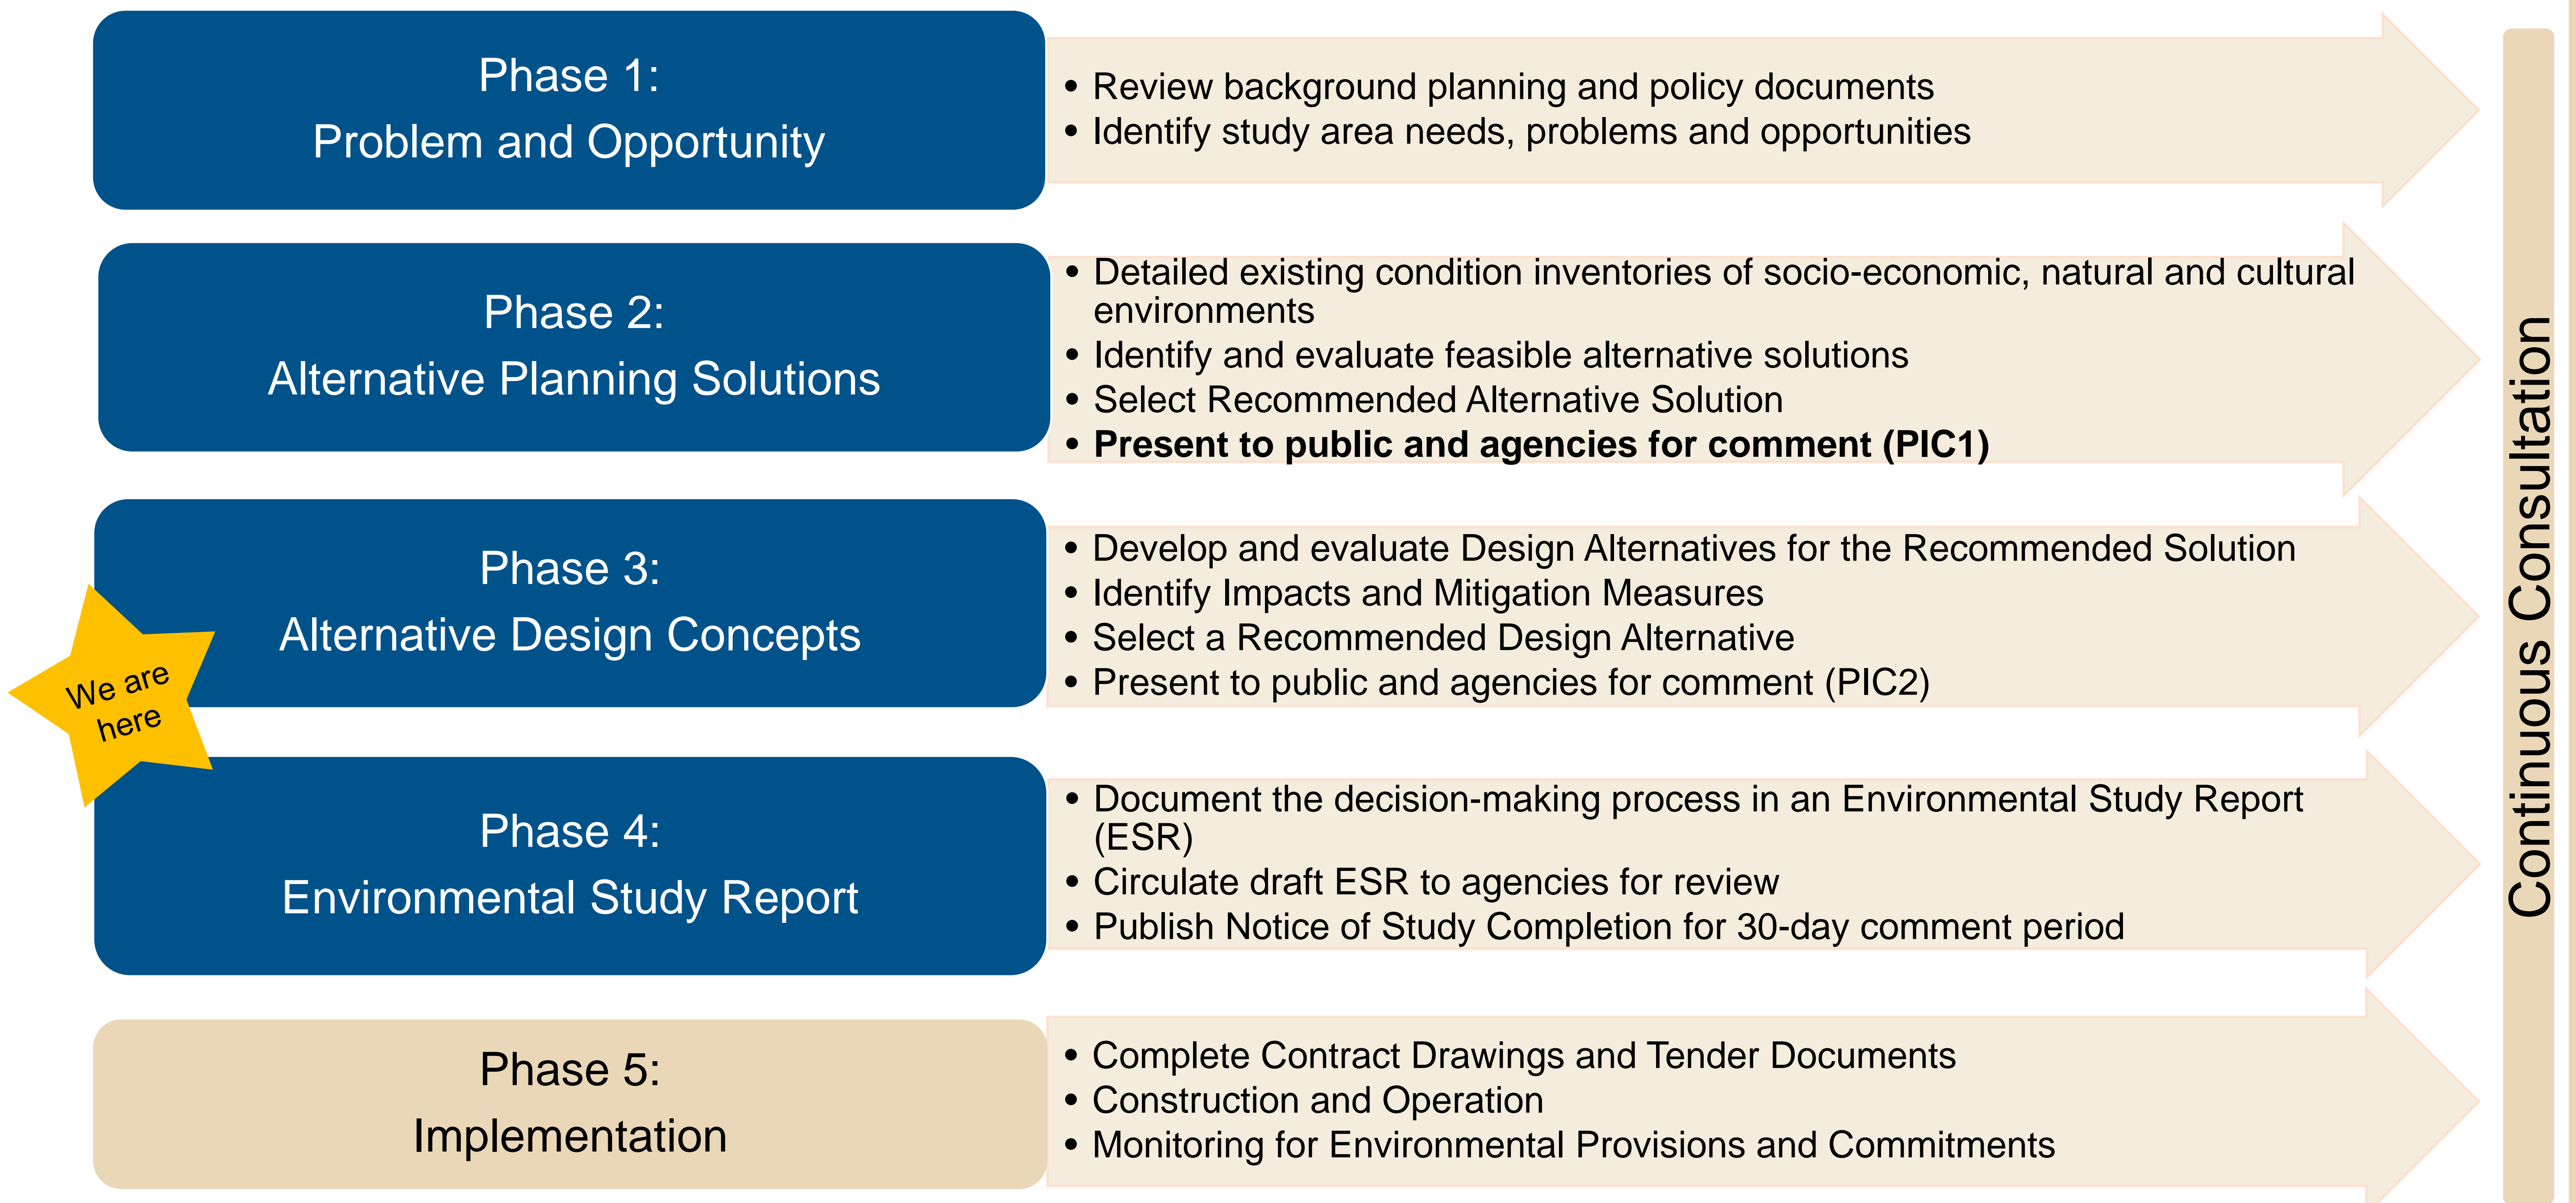 Phase 1:
Problem and Opportunity
• Review background planning and policy documents
• Identify study area needs, problems and opportunities
Phase 2:
Alternative Planning Solutions
• Detailed existing condition inventories of socio-economic, natural and cultural
environments
• Identify and evaluate feasible alternative solutions
• Select Recommended Alternative Solution
• Present to public and agencies for comment (PIC1)
Phase 3:
Alternative Design Concepts
• Develop and evaluate Design Alternatives for the Recommended Solution
• Identify Impacts and Mitigation Measures
• Select a Recommended Design Alternative
• Present to public and agencies for comment (PIC2)
We are
here
Phase 4:
Environmental Study Report
• Document the decision-making process in an Environmental Study Report
(ESR)
• Circulate draft ESR to agencies for review
• Publish Notice of Study Completion for 30-day comment period
Phase 5:
Implementation
• Complete Contract Drawings and Tender Documents
• Construction and Operation
• Monitoring for Environmental Provisions and Commitments
Continuous Consultation